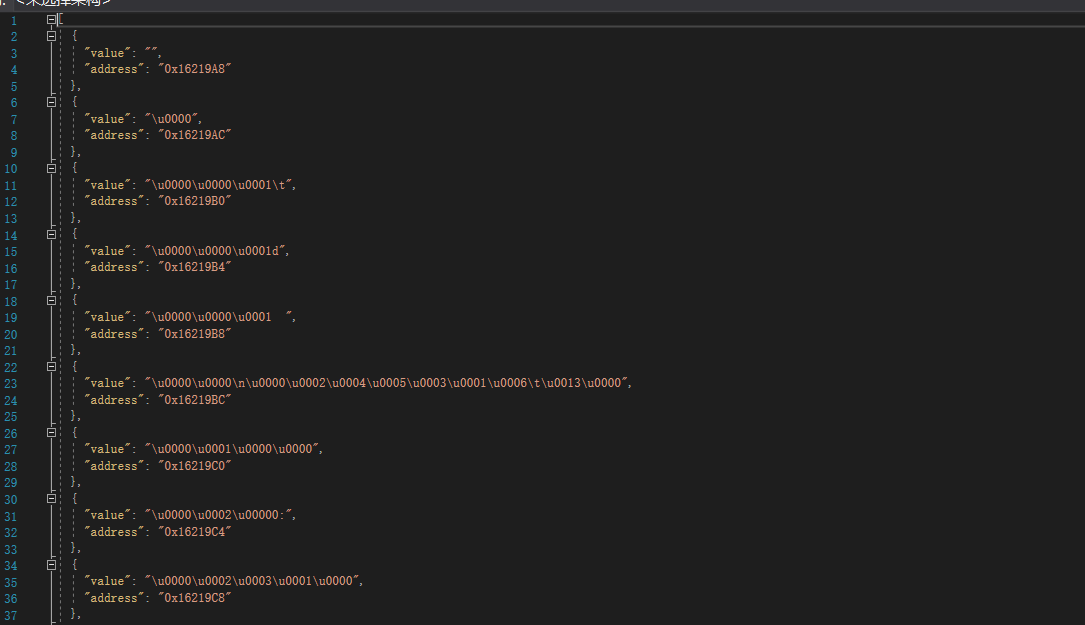 <未选择架构>
1 [
2 {
3 "value": "",
4 "address": "0x16219A8"
5 },
6 {
7 "value": "\u0000",
8 "address": "0x16219AC"
9 },
10 {
11 "value": "\u0000\u0000\u0001\t",
12 "address": "0x16219B0"
13 },
14 {
15 "value": "\u0000\u0000\u0001d",
16 "address": "0x16219B4"
17 },
18 {
19 "value": "\u0000\u0000\u0001  ",
20 "address": "0x16219B8"
21 },
22 {
23 "value": "\u0000\u0000\n\u0000\u0002\u0004\u0005\u0003\u0001\u0006\t\u0013\u0000",
24 "address": "0x16219BC"
25 },
26 {
27 "value": "\u0000\u0001\u0000\u0000",
28 "address": "0x16219C0"
29 },
30 {
31 "value": "\u0000\u0002\u00000:",
32 "address": "0x16219C4"
33 },
34 {
35 "value": "\u0000\u0002\u0003\u0001\u0000",
36 "address": "0x16219C8"
37 },